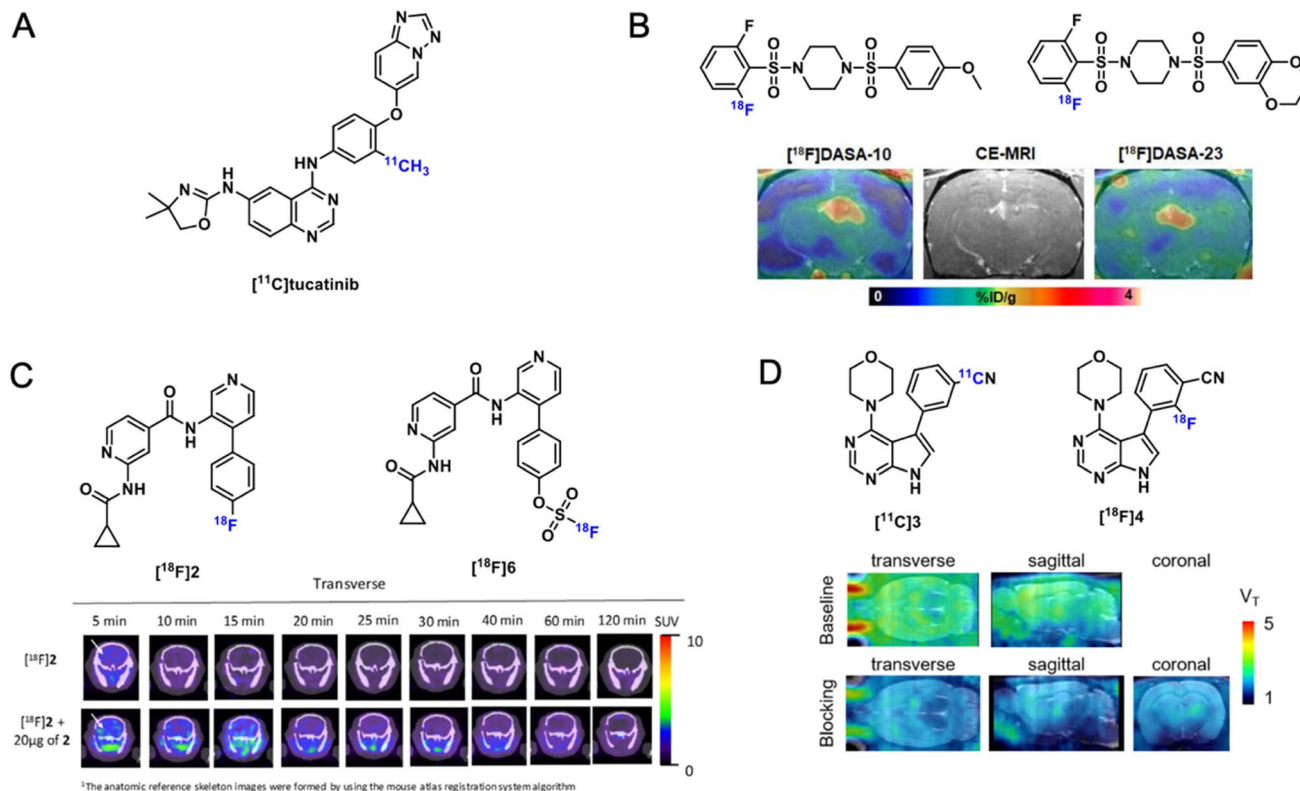 A
[¹¹C]tucatinib
N
N
N
O
¹¹CH₃
HN
H
N
N
O
N
N
B
F
¹⁸F
O
S
O
N
N
O
S
O
O
F
¹⁸F
O
S
O
N
N
O
S
O
O
O
[¹⁸F]DASA-10
CE-MRI
[¹⁸F]DASA-23
0
%ID/g
4
C
N
O
N
H
N
NH
O
¹⁸F
[¹⁸F]2
N
O
N
H
N
NH
O
O
O
S
O
¹⁸F
[¹⁸F]6
Transverse
5 min 10 min 15 min 20 min 25 min 30 min 40 min 60 min 120 min SUV
10
[¹⁸F]2
[¹⁸F]2 +
20µg of 2
0
¹The anatomic reference skeleton images were formed by using the mouse atlas registration system algorithm
D
O
N
¹¹CN
N
N
N
H
[¹¹C]3
O
N
CN
¹⁸F
N
N
N
H
[¹⁸F]4
transverse sagittal coronal
Baseline
transverse sagittal coronal
Blocking
V_T
5
1